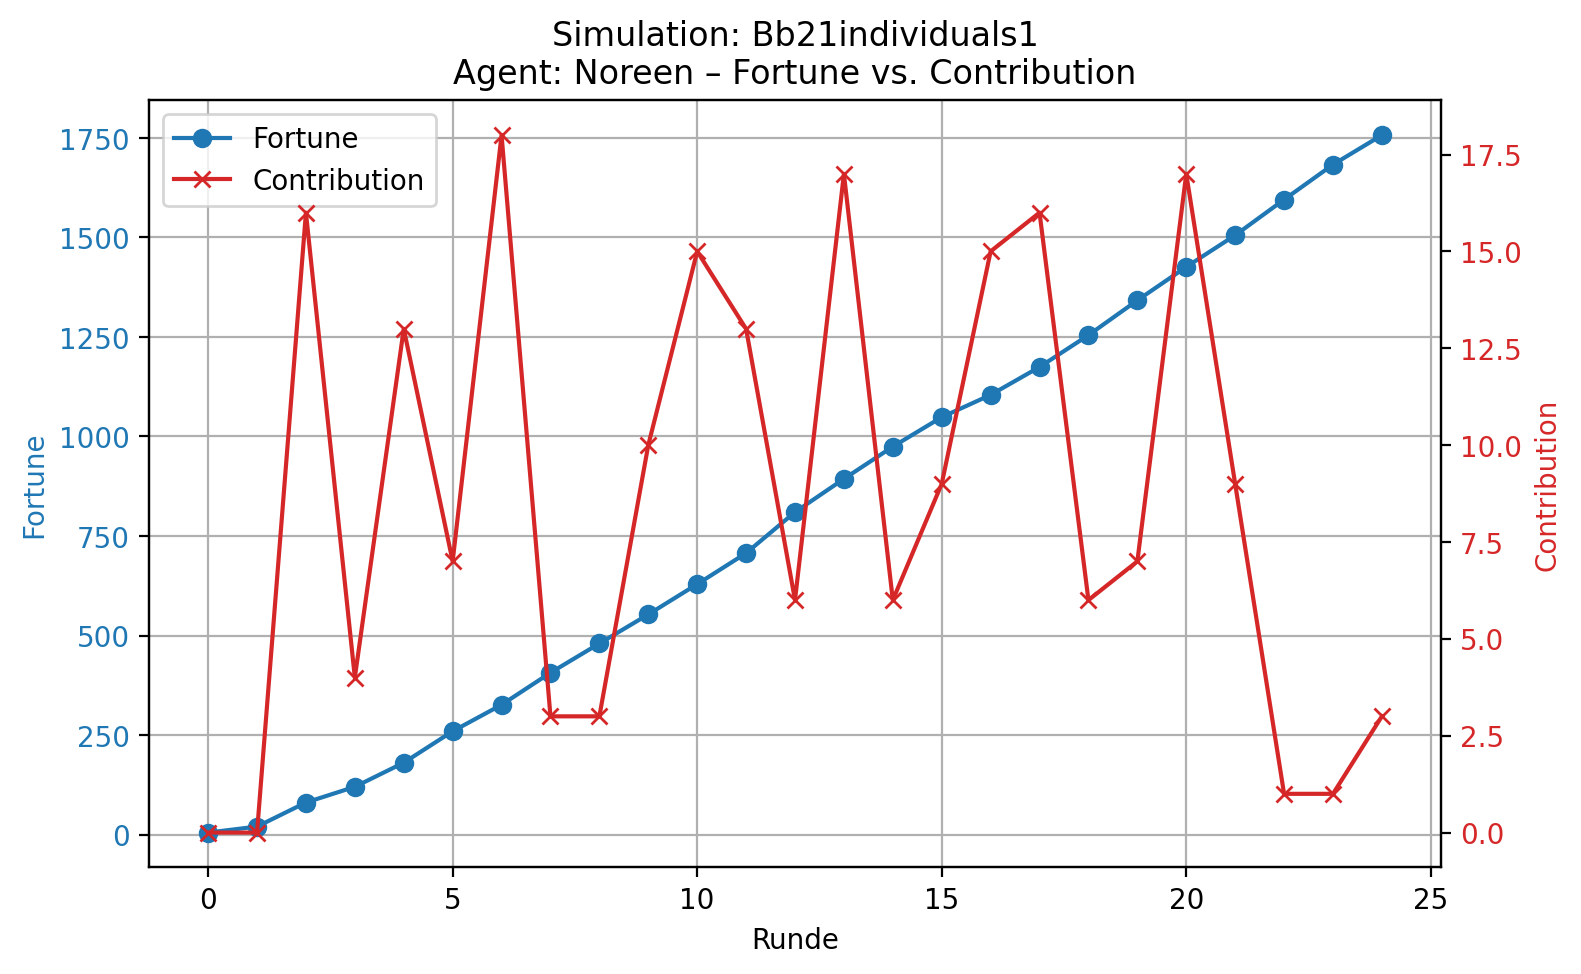 Simulation: Bb21individuals1
Agent: Noreen – Fortune vs. Contribution
Fortune
Contribution
1750
1500
1250
1000
750
500
250
0
Fortune
17.5
15.0
12.5
10.0
7.5
5.0
2.5
0.0
Contribution
0 5 10 15 20 25
Runde